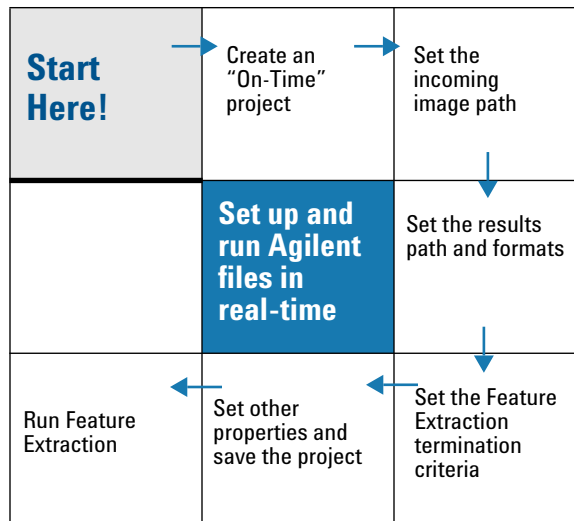 Start
Here!
Create an
“On-Time”
project
Set the
incoming
image path
Set up and
run Agilent
files in
real-time
Set the results
path and formats
Run Feature
Extraction
Set other
properties and
save the project
Set the Feature
Extraction
termination
criteria